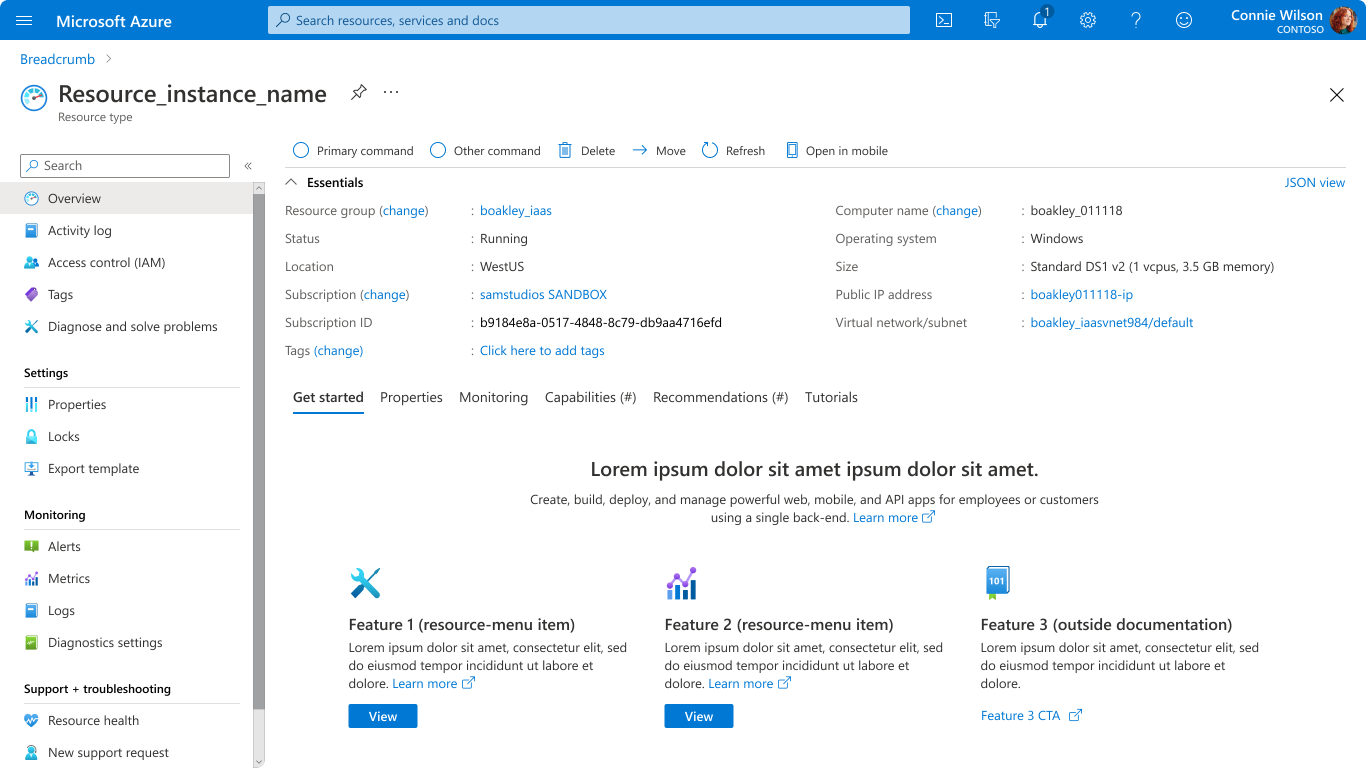 Microsoft Azure
Search resources, services and docs
1
Connie Wilson
CONTOSO
Breadcrumb
Resource_instance_name
Resource type
Search
Overview
Activity log
Access control (IAM)
Tags
Diagnose and solve problems
Settings
Properties
Locks
Export template
Monitoring
Alerts
Metrics
Logs
Diagnostics settings
Support + troubleshooting
Resource health
New support request
Primary command
Other command
Delete
Move
Refresh
Open in mobile
Essentials
JSON view
Resource group (change) : boakley_iaas
Status : Running
Location : WestUS
Subscription (change) : samstudios SANDBOX
Subscription ID : b9184e8a-0517-4848-8c79-db9aa4716efd
Tags (change) : Click here to add tags
Computer name (change) : boakley_011118
Operating system : Windows
Size : Standard DS1 v2 (1 vcpus, 3.5 GB memory)
Public IP address : boakley011118-ip
Virtual network/subnet : boakley_iaasvnet984/default
Get started
Properties
Monitoring
Capabilities (#)
Recommendations (#)
Tutorials
Lorem ipsum dolor sit amet ipsum dolor sit amet.
Create, build, deploy, and manage powerful web, mobile, and API apps for employees or customers
using a single back-end. Learn more
Feature 1 (resource-menu item)
Lorem ipsum dolor sit amet, consectetur elit, sed
do eiusmod tempor incididunt ut labore et
dolore. Learn more
View
Feature 2 (resource-menu item)
Lorem ipsum dolor sit amet, consectetur elit, sed
do eiusmod tempor incididunt ut labore et
dolore. Learn more
View
101
Feature 3 (outside documentation)
Lorem ipsum dolor sit amet, consectetur elit, sed
do eiusmod tempor incididunt ut labore et
dolore.
Feature 3 CTA